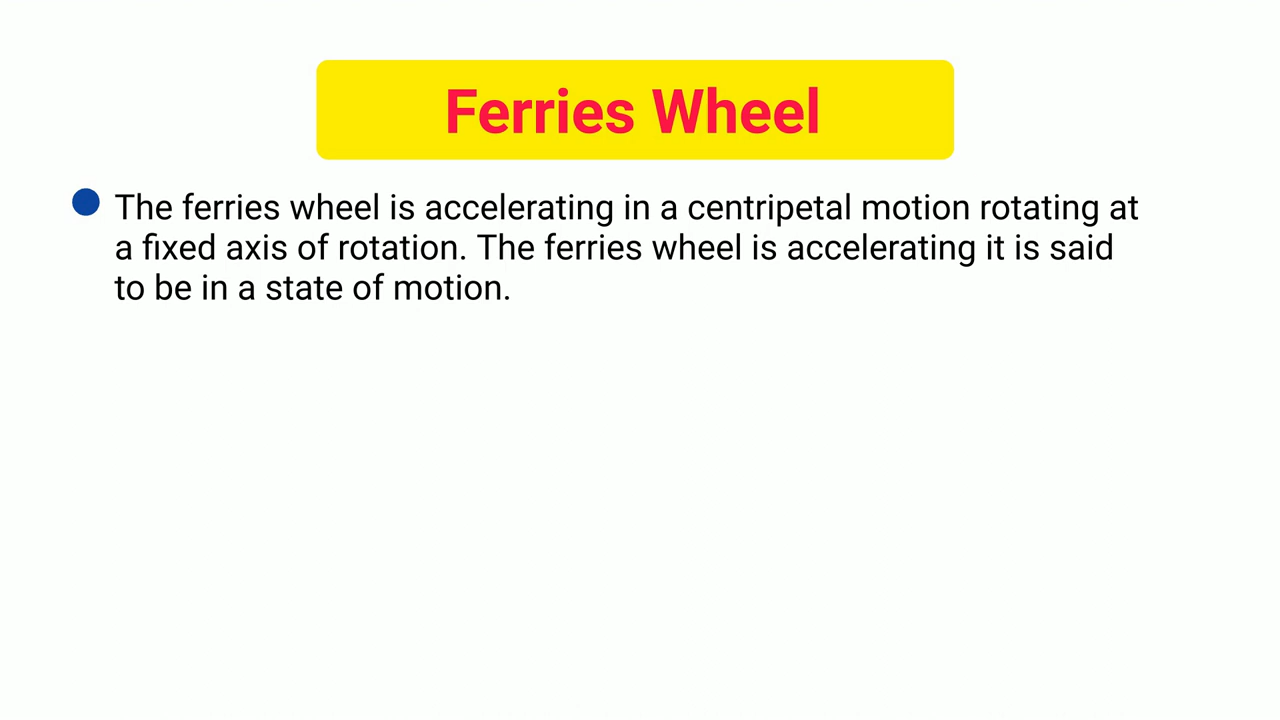 Ferries Wheel
The ferries wheel is accelerating in a centripetal motion rotating at
a fixed axis of rotation. The ferries wheel is accelerating it is said
to be in a state of motion.